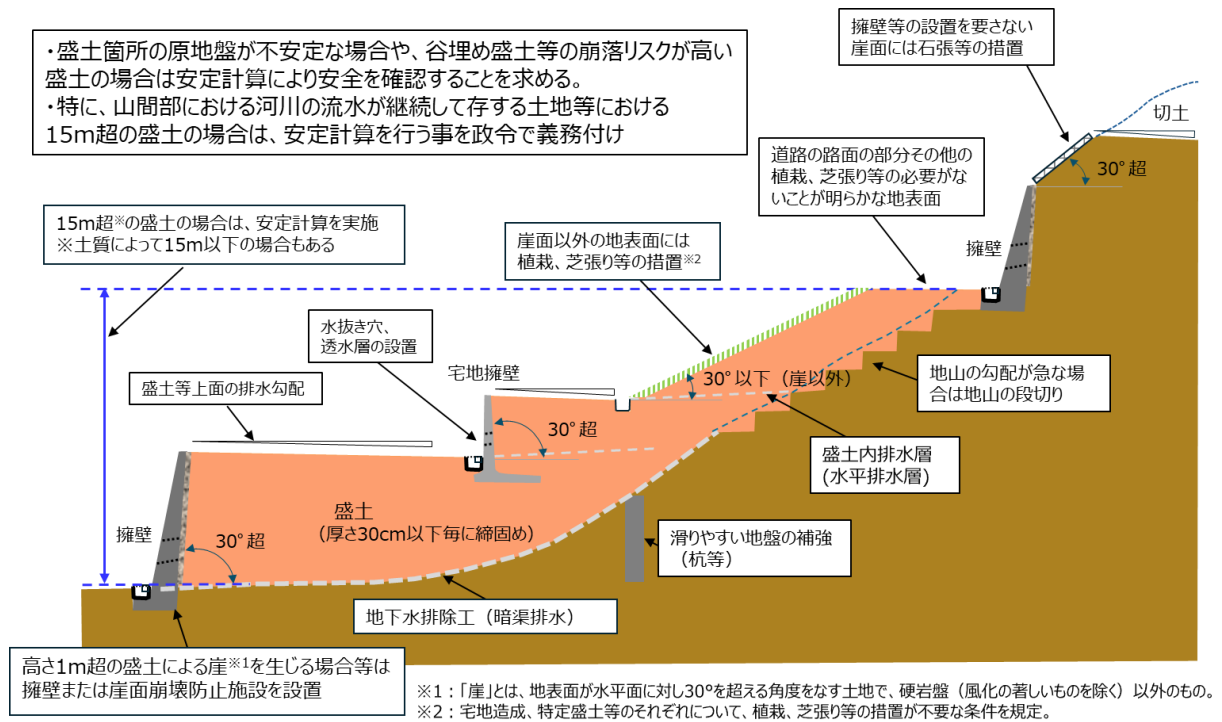 ・盛土箇所の原地盤が不安定な場合や、谷埋め盛土等の崩落リスクが高い
盛土の場合は安定計算により安全を確認することを求める。
・特に、山間部における河川の流水が継続して存する土地等における
15m超の盛土の場合は、安定計算を行う事を政令で義務付け
擁壁等の設置を要さない
崖面には石張等の措置
切土
30°超
道路の路面の部分その他の
植栽、芝張り等の必要がな
いことが明らかな地表面
擁壁
15m超※の盛土の場合は、安定計算を実施
※土質によって15m以下の場合もある
崖面以外の地表面には
植栽、芝張り等の措置※2
水抜き穴、
透水層の設置
宅地擁壁
盛土等上面の排水勾配
30°以下（崖以外）
地山の勾配が急な場
合は地山の段切り
30°超
盛土内排水層
(水平排水層)
盛土
（厚さ30cm以下毎に締固め）
擁壁
30°超
滑りやすい地盤の補強
（杭等）
地下水排除工（暗渠排水）
高さ1m超の盛土による崖※1を生じる場合等は
擁壁または崖面崩壊防止施設を設置
※1：「崖」とは、地表面が水平面に対し30°を超える角度をなす土地で、硬岩盤（風化の著しいものを除く）以外のもの。
※2：宅地造成、特定盛土等のそれぞれについて、植栽、芝張り等の措置が不要な条件を規定。